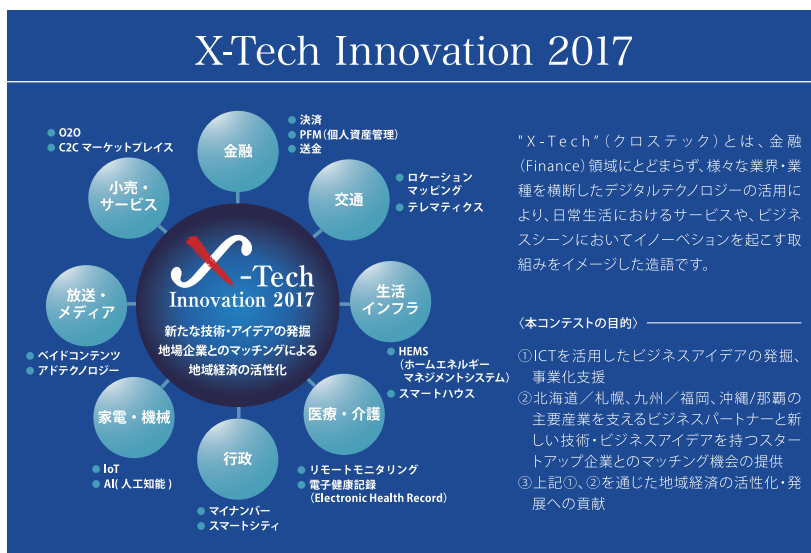 X-Tech Innovation 2017
金融
決済
PFM(個人資産管理)
送金
交通
ロケーション
マッピング
テレマティクス
生活
インフラ
HEMS
(ホームエネルギー
マネジメントシステム)
スマートハウス
医療・介護
リモートモニタリング
電子健康記録
(Electronic Health Record)
行政
マイナンバー
スマートシティ
家電・機械
IoT
AI(人工知能)
放送・
メディア
ペイドコンテンツ
アドテクノロジー
小売・
サービス
O2O
C2C マーケットプレイス
X-Tech
Innovation 2017
新たな技術・アイデアの発掘
地場企業とのマッチングによる
地域経済の活性化
"X-Tech"(クロステック)とは、金融
(Finance)領域にとどまらず、様々な業界・業
種を横断したデジタルテクノロジーの活用に
より、日常生活におけるサービスや、ビジネ
スシーンにおいてイノーベションを起こす取
組みをイメージした造語です。
〈本コンテストの目的〉
①ICTを活用したビジネスアイデアの発掘、
事業化支援
②北海道／札幌、九州／福岡、沖縄/那覇の
主要産業を支えるビジネスパートナーと新
しい技術・ビジネスアイデアを持つスター
トアップ企業とのマッチング機会の提供
③上記①、②を通じた地域経済の活性化・発
展への貢献